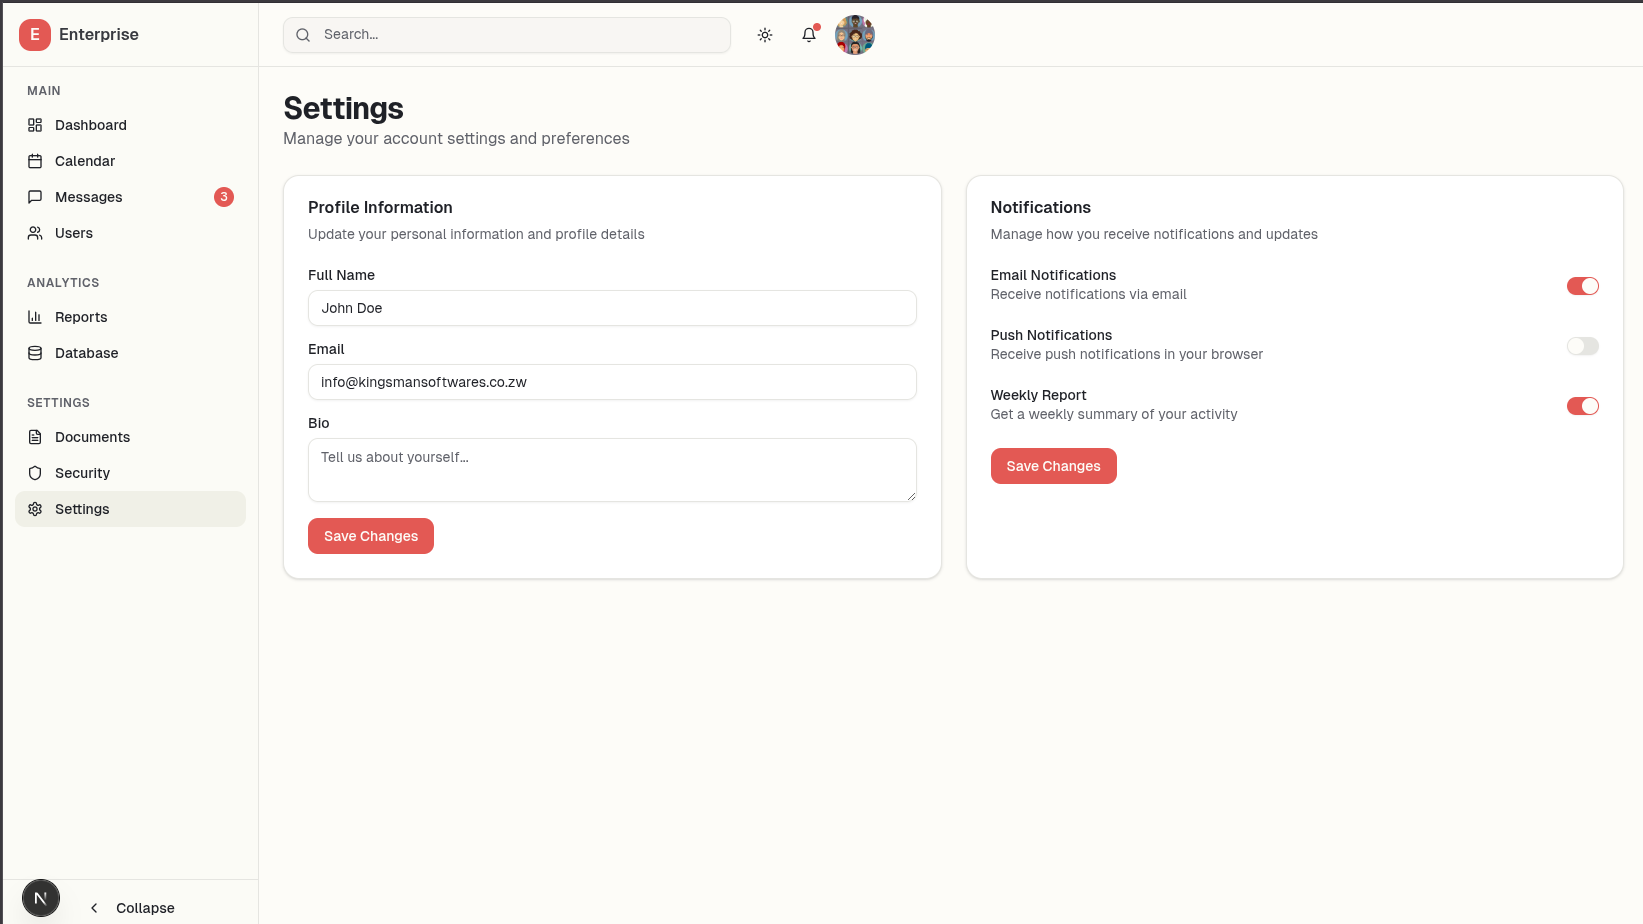 E Enterprise
Search...
MAIN
Dashboard
Calendar
Messages 3
Users
ANALYTICS
Reports
Database
SETTINGS
Documents
Security
Settings
N
Collapse
Settings
Manage your account settings and preferences
Profile Information
Update your personal information and profile details
Full Name
John Doe
Email
info@kingsmansoftwares.co.zw
Bio
Tell us about yourself...
Save Changes
Notifications
Manage how you receive notifications and updates
Email Notifications
Receive notifications via email
Push Notifications
Receive push notifications in your browser
Weekly Report
Get a weekly summary of your activity
Save Changes